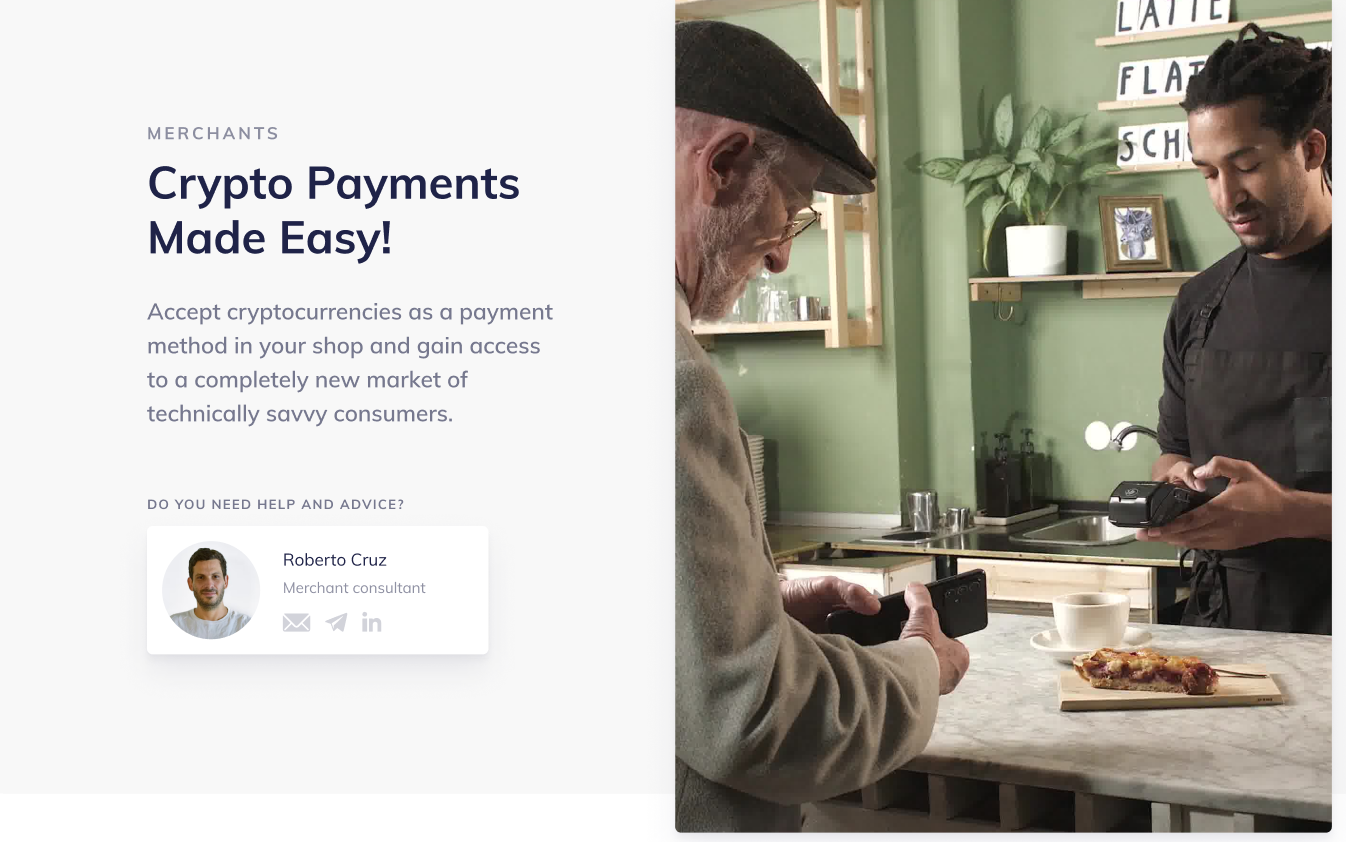 MERCHANTS
Crypto Payments
Made Easy!
Accept cryptocurrencies as a payment
method in your shop and gain access
to a completely new market of
technically savvy consumers.
DO YOU NEED HELP AND ADVICE?
Roberto Cruz
Merchant consultant
in
LATTE
FLAT